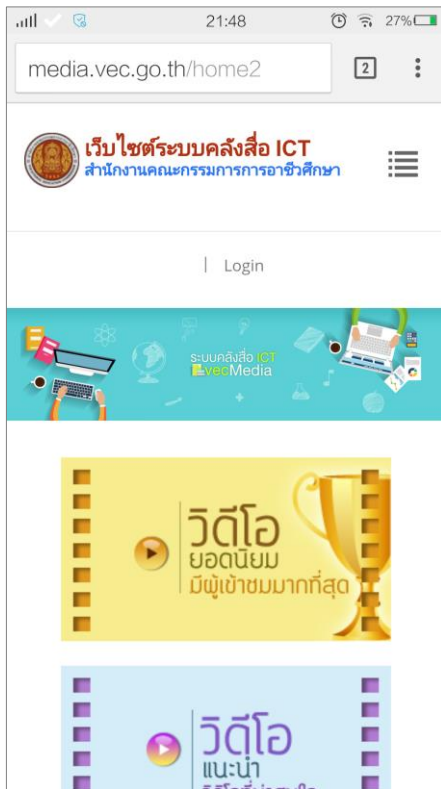 21:48
27%
media.vec.go.th/home2
2
เว็บไซต์ระบบคลังสื่อ ICT
สำนักงานคณะกรรมการการอาชีวศึกษา
| Login
ระบบคลังสื่อ ICT
vecMedia
วิดีโอ
ยอดนิยม
มีผู้เข้าชมมากที่สุด
วิดีโอ
แนะนำ